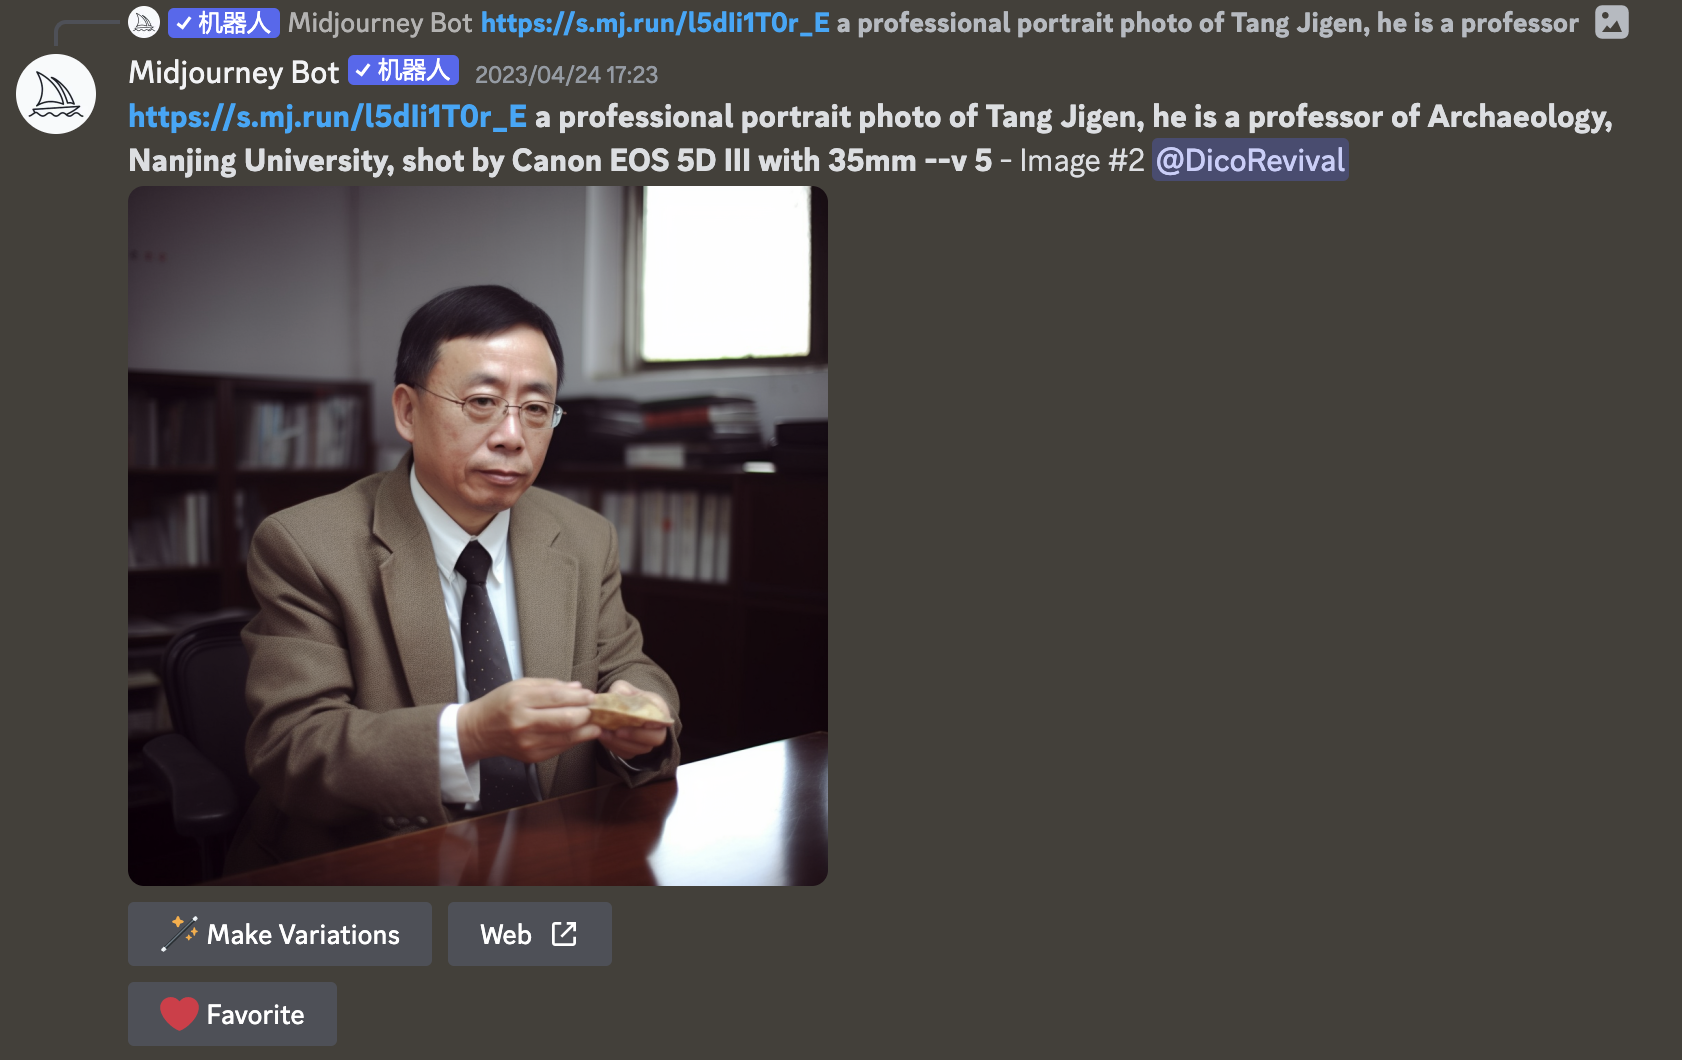 机器人 Midjourney Bot https://s.mj.run/l5dIi1T0r_E a professional portrait photo of Tang Jigen, he is a professor
Midjourney Bot 机器人 2023/04/24 17:23
https://s.mj.run/l5dIi1T0r_E a professional portrait photo of Tang Jigen, he is a professor of Archaeology,
Nanjing University, shot by Canon EOS 5D III with 35mm --v 5 - Image #2 @DicoRevival
Make Variations Web
Favorite